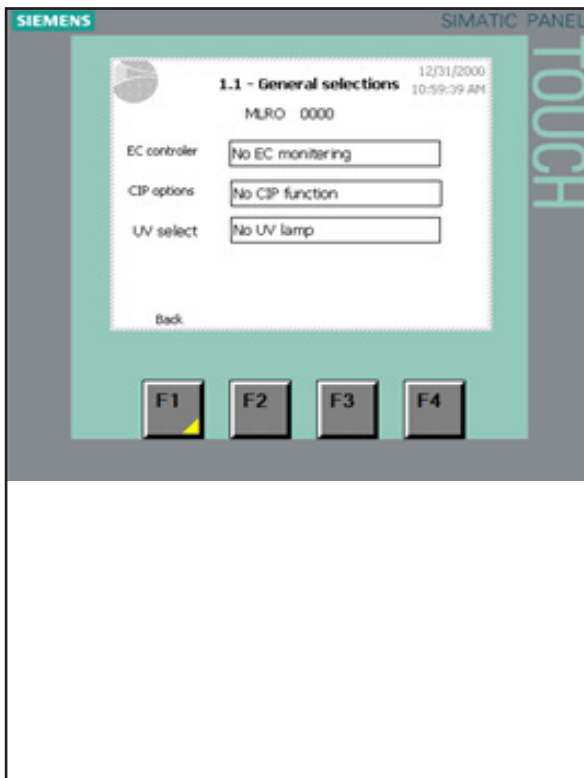 SIEMENS
SIMATIC PANEL
TOUCH
12/31/2000
1.1 - General selections
10:59:39 AM
MLRO 0000
EC controler
No EC monitering
CIP options
No CIP function
UV select
No UV lamp
Back
F1
F2
F3
F4